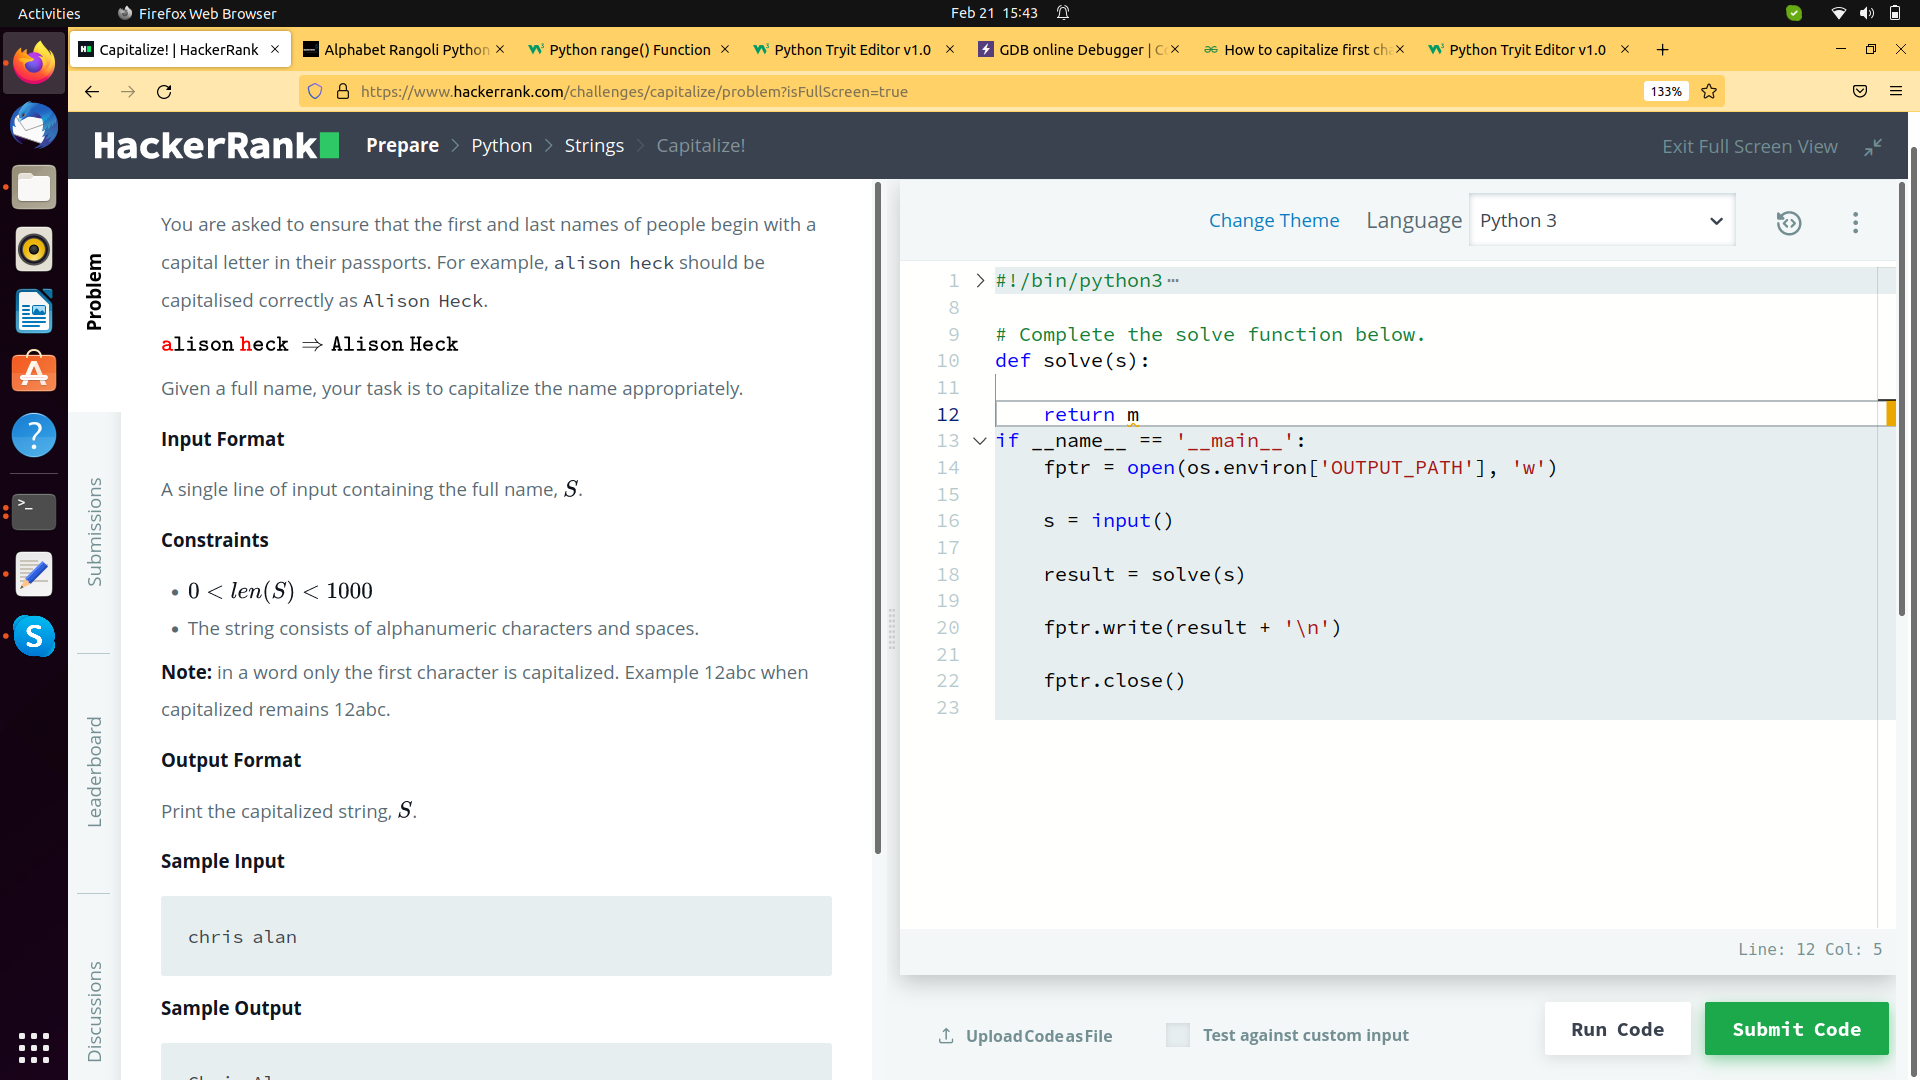 Activities
Firefox Web Browser
Feb 21 15:43
Capitalize! | HackerRank
Alphabet Rangoli Python
Python range() Function
Python Tryit Editor v1.0
GDB online Debugger | C
How to capitalize first ch
Python Tryit Editor v1.0
https://www.hackerrank.com/challenges/capitalize/problem?isFullScreen=true
133%
HackerRank
Prepare > Python > Strings > Capitalize!
Exit Full Screen View
Problem
Submissions
Leaderboard
Discussions
You are asked to ensure that the first and last names of people begin with a
capital letter in their passports. For example, alison heck should be
capitalised correctly as Alison Heck.
alison heck ⇒ Alison Heck
Given a full name, your task is to capitalize the name appropriately.
Input Format
A single line of input containing the full name, S.
Constraints
• 0 < len(S) < 1000
• The string consists of alphanumeric characters and spaces.
Note: in a word only the first character is capitalized. Example 12abc when
capitalized remains 12abc.
Output Format
Print the capitalized string, S.
Sample Input
chris alan
Sample Output
Change Theme
Language
Python 3
1 #!/bin/python3
8
9 # Complete the solve function below.
10 def solve(s):
11
12     return m
13 if __name__ == '__main__':
14     fptr = open(os.environ['OUTPUT_PATH'], 'w')
15
16     s = input()
17
18     result = solve(s)
19
20     fptr.write(result + '\n')
21
22     fptr.close()
23
Line: 12 Col: 5
Upload Code as File
Test against custom input
Run Code
Submit Code